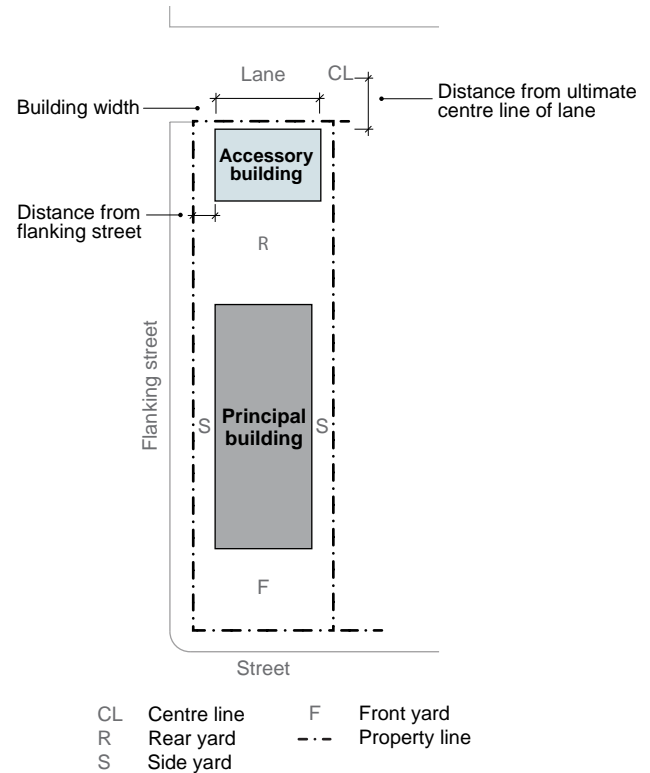 Lane
CL
Distance from ultimate
centre line of lane
Building width
Accessory
building
Distance from
flanking street
R
Flanking street
S
Principal
building
S
F
Street
CL Centre line
R Rear yard
S Side yard
F Front yard
Property line